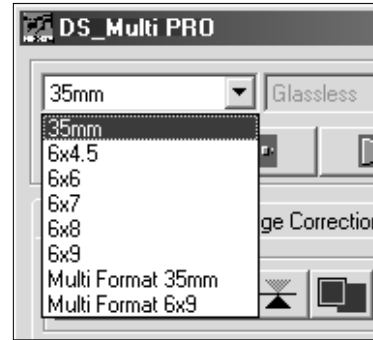 DS_Multi PRO
35mm
Glassless
35mm
6x4.5
6x6
6x7
6x8
6x9
ge Correction
Multi Format 35mm
Multi Format 6x9